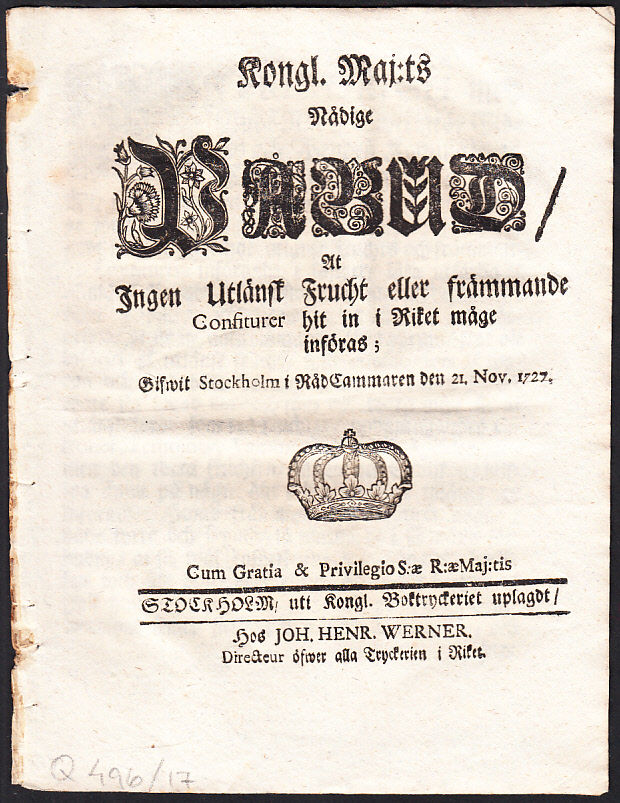 Kongl. Maj:ts
Nådige
PÅBUD/
At
Ingen Utlänsk Frucht eller främmande
Confiturer hit in i Riket måge
införas;
Gifwit Stockholm i RådCammaren den 21. Nov. 1727.
Cum Gratia & Privilegio S:æ R:æ Maj:tis
STOCKHOLM/ uti Kongl. Boktryckeriet uplagdt/
Hos JOH. HENR. WERNER.
Directeur öfwer alla Tryckerien i Riket.
Q 496/17